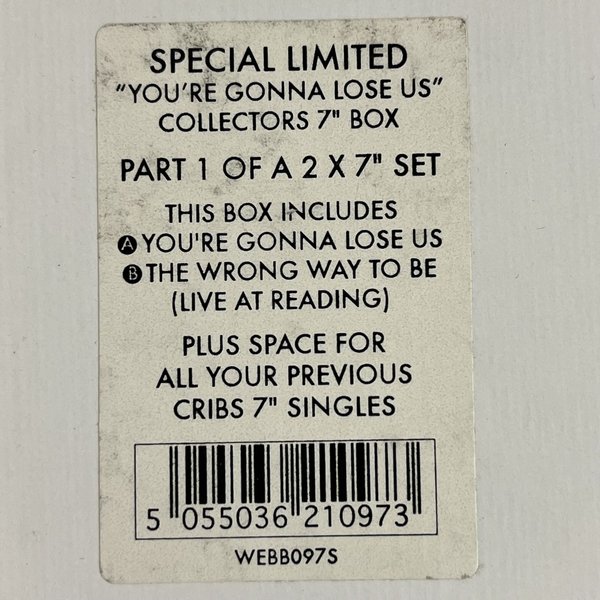 SPECIAL LIMITED
"YOU'RE GONNA LOSE US"
COLLECTORS 7" BOX
PART 1 OF A 2 X 7" SET
THIS BOX INCLUDES
A YOU'RE GONNA LOSE US
B THE WRONG WAY TO BE
(LIVE AT READING)
PLUS SPACE FOR
ALL YOUR PREVIOUS
CRIBS 7" SINGLES
5 055036 210973
WEBB097S